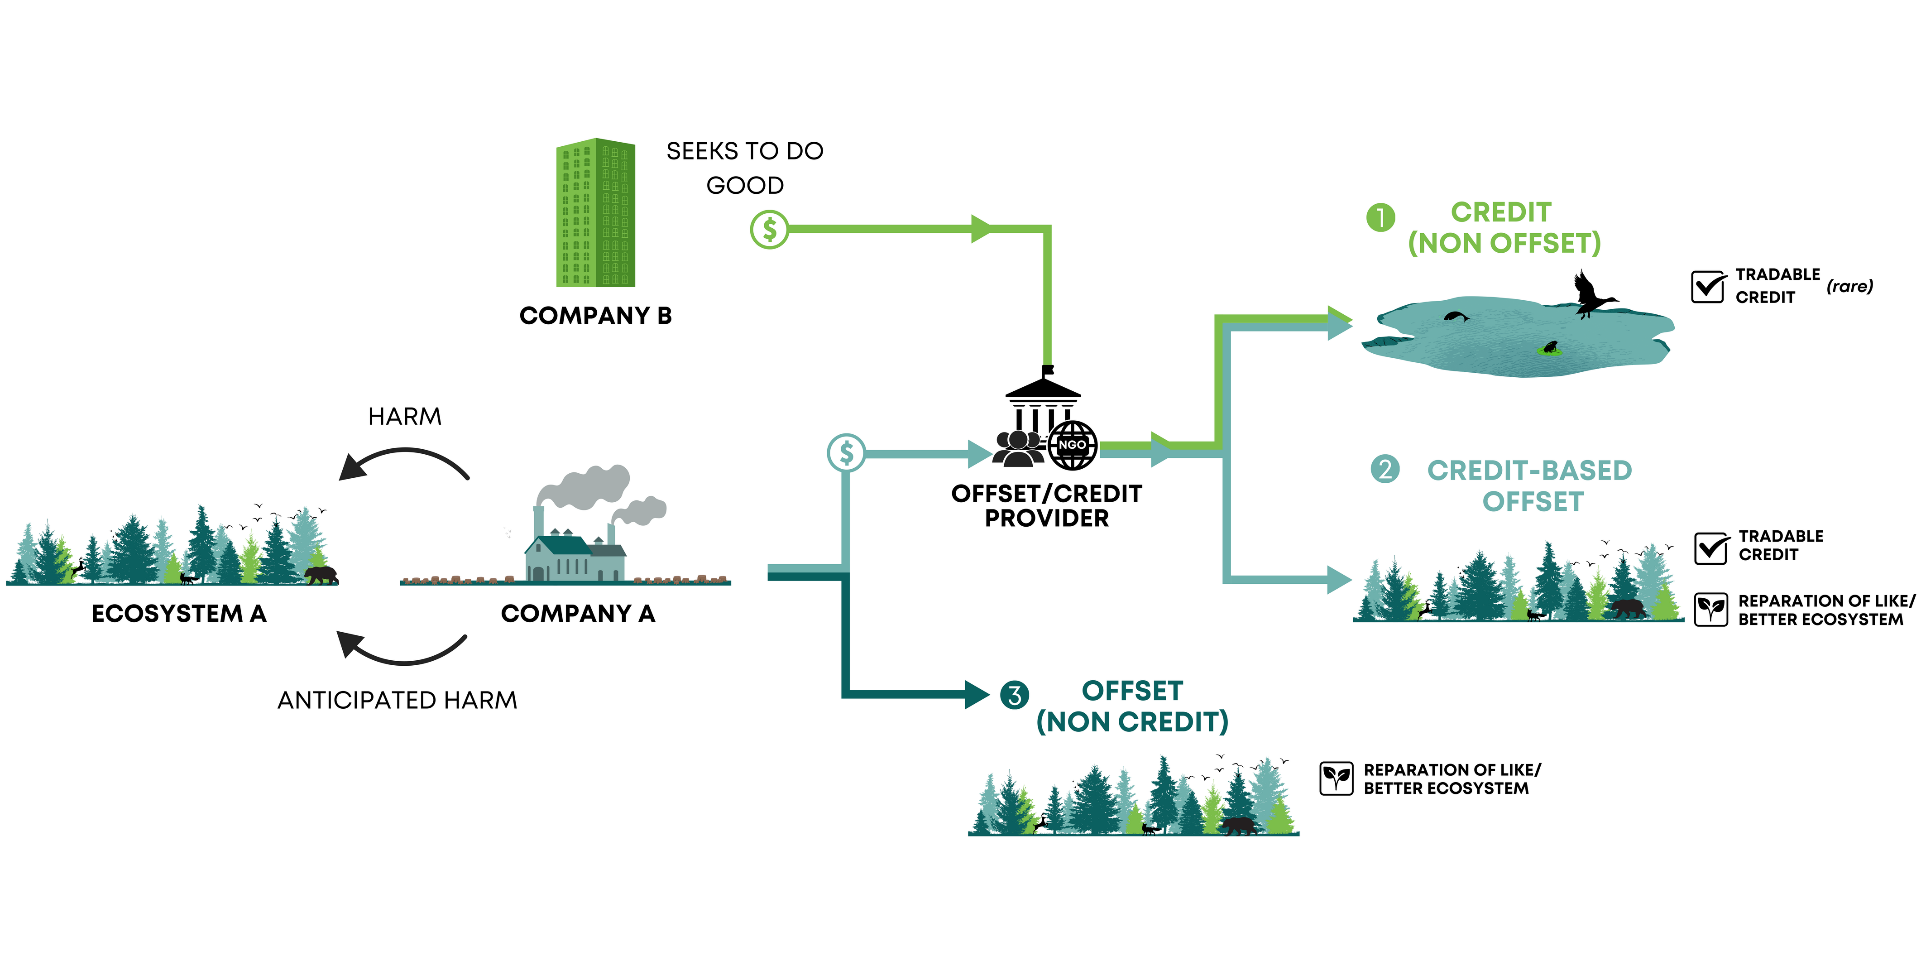 SEEKS TO DO
GOOD
$
COMPANY B
1 CREDIT
(NON OFFSET)
TRADABLE
CREDIT (rare)
HARM
$
NGO
OFFSET/CREDIT
PROVIDER
2 CREDIT-BASED
OFFSET
TRADABLE
CREDIT
REPARATION OF LIKE/
BETTER ECOSYSTEM
ECOSYSTEM A
COMPANY A
ANTICIPATED HARM
3 OFFSET
(NON CREDIT)
REPARATION OF LIKE/
BETTER ECOSYSTEM